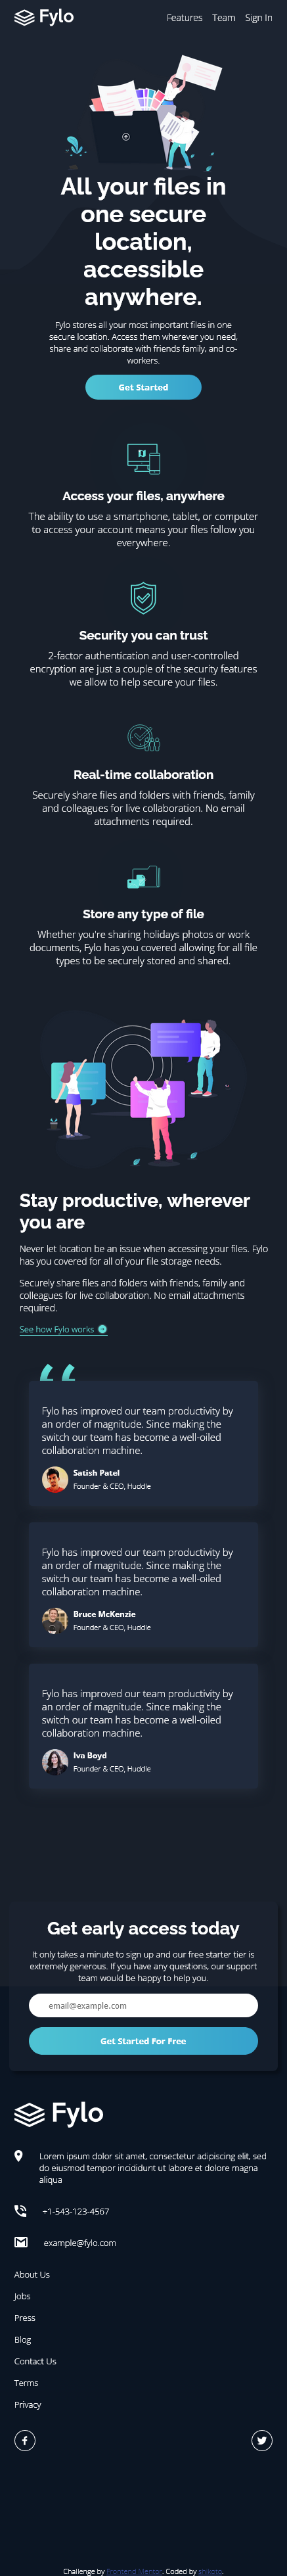 Fylo
Features Team Sign In
All your files in
one secure
location,
accessible
anywhere.
Fylo stores all your most important files in one
secure location. Access them wherever you need,
share and collaborate with friends family, and co-
workers.
Get Started
Access your files, anywhere
The ability to use a smartphone, tablet, or computer
to access your account means your files follow you
everywhere.
Security you can trust
2-factor authentication and user-controlled
encryption are just a couple of the security features
we allow to help secure your files.
Real-time collaboration
Securely share files and folders with friends, family
and colleagues for live collaboration. No email
attachments required.
Store any type of file
Whether you're sharing holidays photos or work
documents, Fylo has you covered allowing for all file
types to be securely stored and shared.
Stay productive, wherever
you are
Never let location be an issue when accessing your files. Fylo
has you covered for all of your file storage needs.
Securely share files and folders with friends, family and
colleagues for live collaboration. No email attachments
required.
See how Fylo works
Fylo has improved our team productivity by
an order of magnitude. Since making the
switch our team has become a well-oiled
collaboration machine.
Satish Patel
Founder & CEO, Huddle
Fylo has improved our team productivity by
an order of magnitude. Since making the
switch our team has become a well-oiled
collaboration machine.
Bruce McKenzie
Founder & CEO, Huddle
Fylo has improved our team productivity by
an order of magnitude. Since making the
switch our team has become a well-oiled
collaboration machine.
Iva Boyd
Founder & CEO, Huddle
Get early access today
It only takes a minute to sign up and our free starter tier is
extremely generous. If you have any questions, our support
team would be happy to help you.
email@example.com
Get Started For Free
Fylo
Lorem ipsum dolor sit amet, consectetur adipiscing elit, sed
do eiusmod tempor incididunt ut labore et dolore magna
aliqua
+1-543-123-4567
example@fylo.com
About Us
Jobs
Press
Blog
Contact Us
Terms
Privacy
Challenge by Frontend Mentor. Coded by